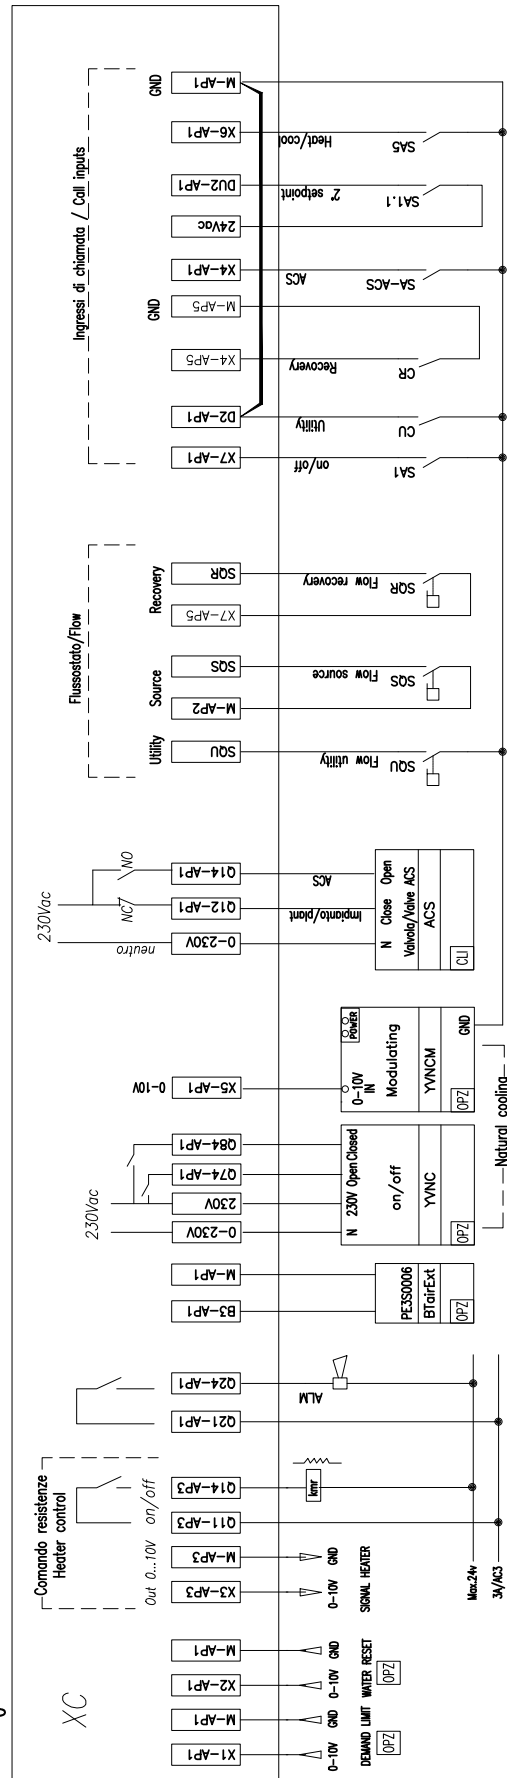 Ingressi di chiamata / Call inputs
GND
M-AP1
X6-AP1
Heat/cool
SA5
DU2-AP1
2° setpoint
SA1.1
24Vac
X4-AP1
ACS
SA-ACS
GND
M-AP5
X4-AP5
Recovery
CR
D2-AP1
Utility
CU
X7-AP1
on/off
SA1
Flussostato/Flow
Recovery
SQR
Flow recovery
SQR
X7-AP5
Source
SQS
Flow source
SQS
M-AP2
Utility
SQU
Flow utility
SQU
230Vac
NO
Q14-AP1
ACS
NC
Q12-AP1
Impianto/plant
neutro
0-230V
N Close Open
Valvola/Valve ACS
ACS
CLI
0-10V
X5-AP1
POWER
0-10V
IN
Modulating
YVNCM
GND
OPZ
Natural cooling
230Vac
Q84-AP1
Q74-AP1
230V
0-230V
N 230V Open Closed
on/off
YVNC
OPZ
M-AP1
B3-AP1
PE3S0006
BTairExt
OPZ
Q24-AP1
ALM
Q21-AP1
Comando resistenze
Heater control
on/off
Q14-AP3
kmr
Q11-AP3
Out 0...10V
M-AP3
GND
X3-AP3
0-10V
SIGNAL HEATER
Max.24v
3A/AC3
XC
M-AP1
GND
X2-AP1
0-10V
WATER RESET
OPZ
M-AP1
GND
X1-AP1
0-10V
DEMAND LIMIT
OPZ